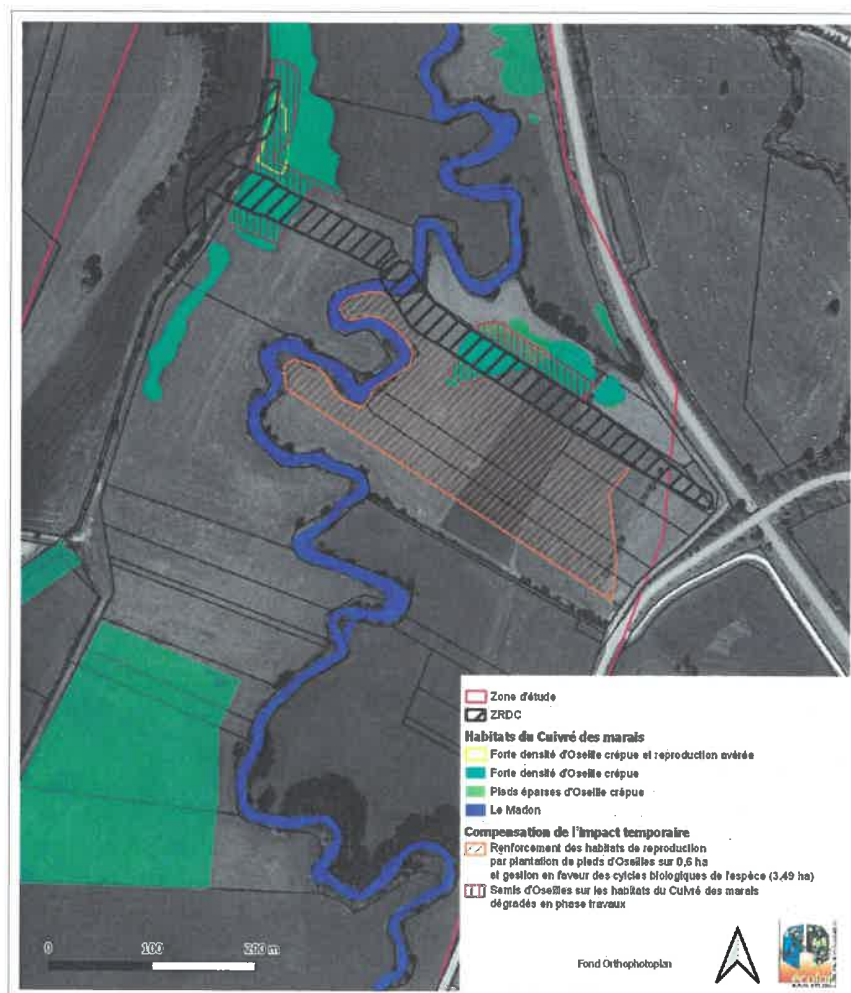 Zone d'étude
ZRDC
Habitats du Cuivré des marais
Forte densité d'Oseille crépue et reproduction avérée
Forte densité d'Oseille crépue
Pieds éparses d'Oseille crépue
Le Madon
Compensation de l'impact temporaire
Renforcement des habitats de reproduction
par plantation de pieds d'Oseilles sur 0,6 ha
et gestion en faveur des cylcles biologiques de l'espèce (3,49 ha)
Semis d'Oseilles sur les habitats du Cuivré des marais
dégradés en phase travaux
0 100 200 m
Fond Orthophotoplan